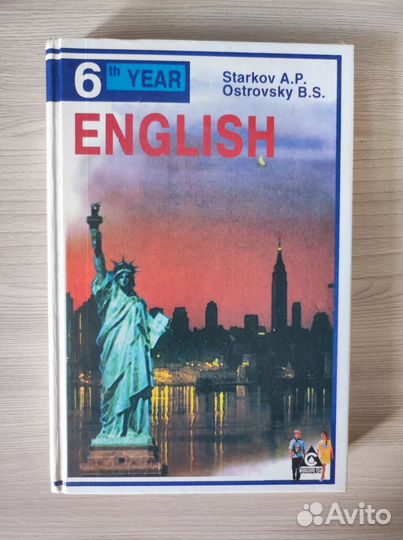 6th YEAR
Starkov A.P.
Ostrovsky B.S.
ENGLISH
Avito